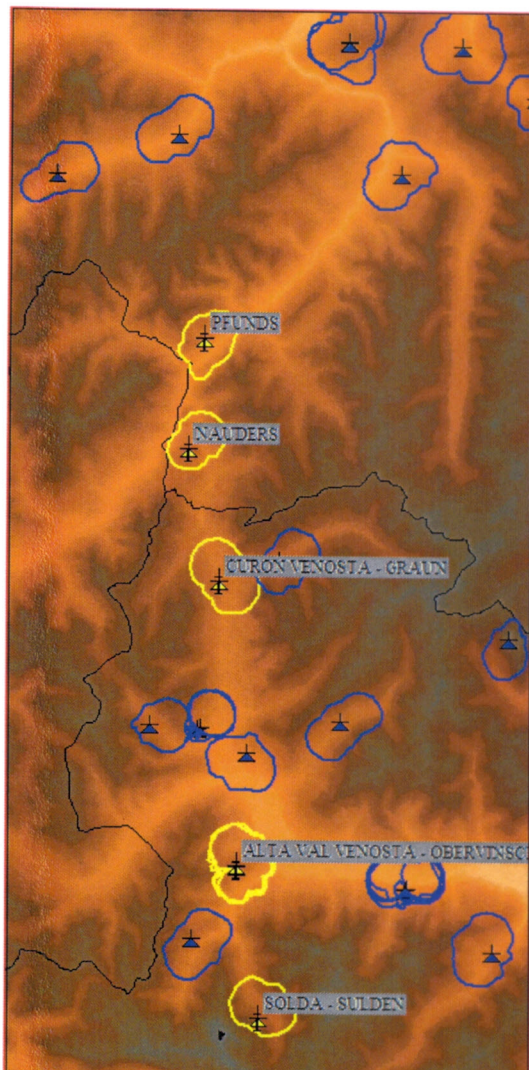 PFUNDS
NAUDERS
CURON VENOSTA - GRAUN
ALTA VAL VENOSTA - OBERVINSC
SOLDA - SULDEN